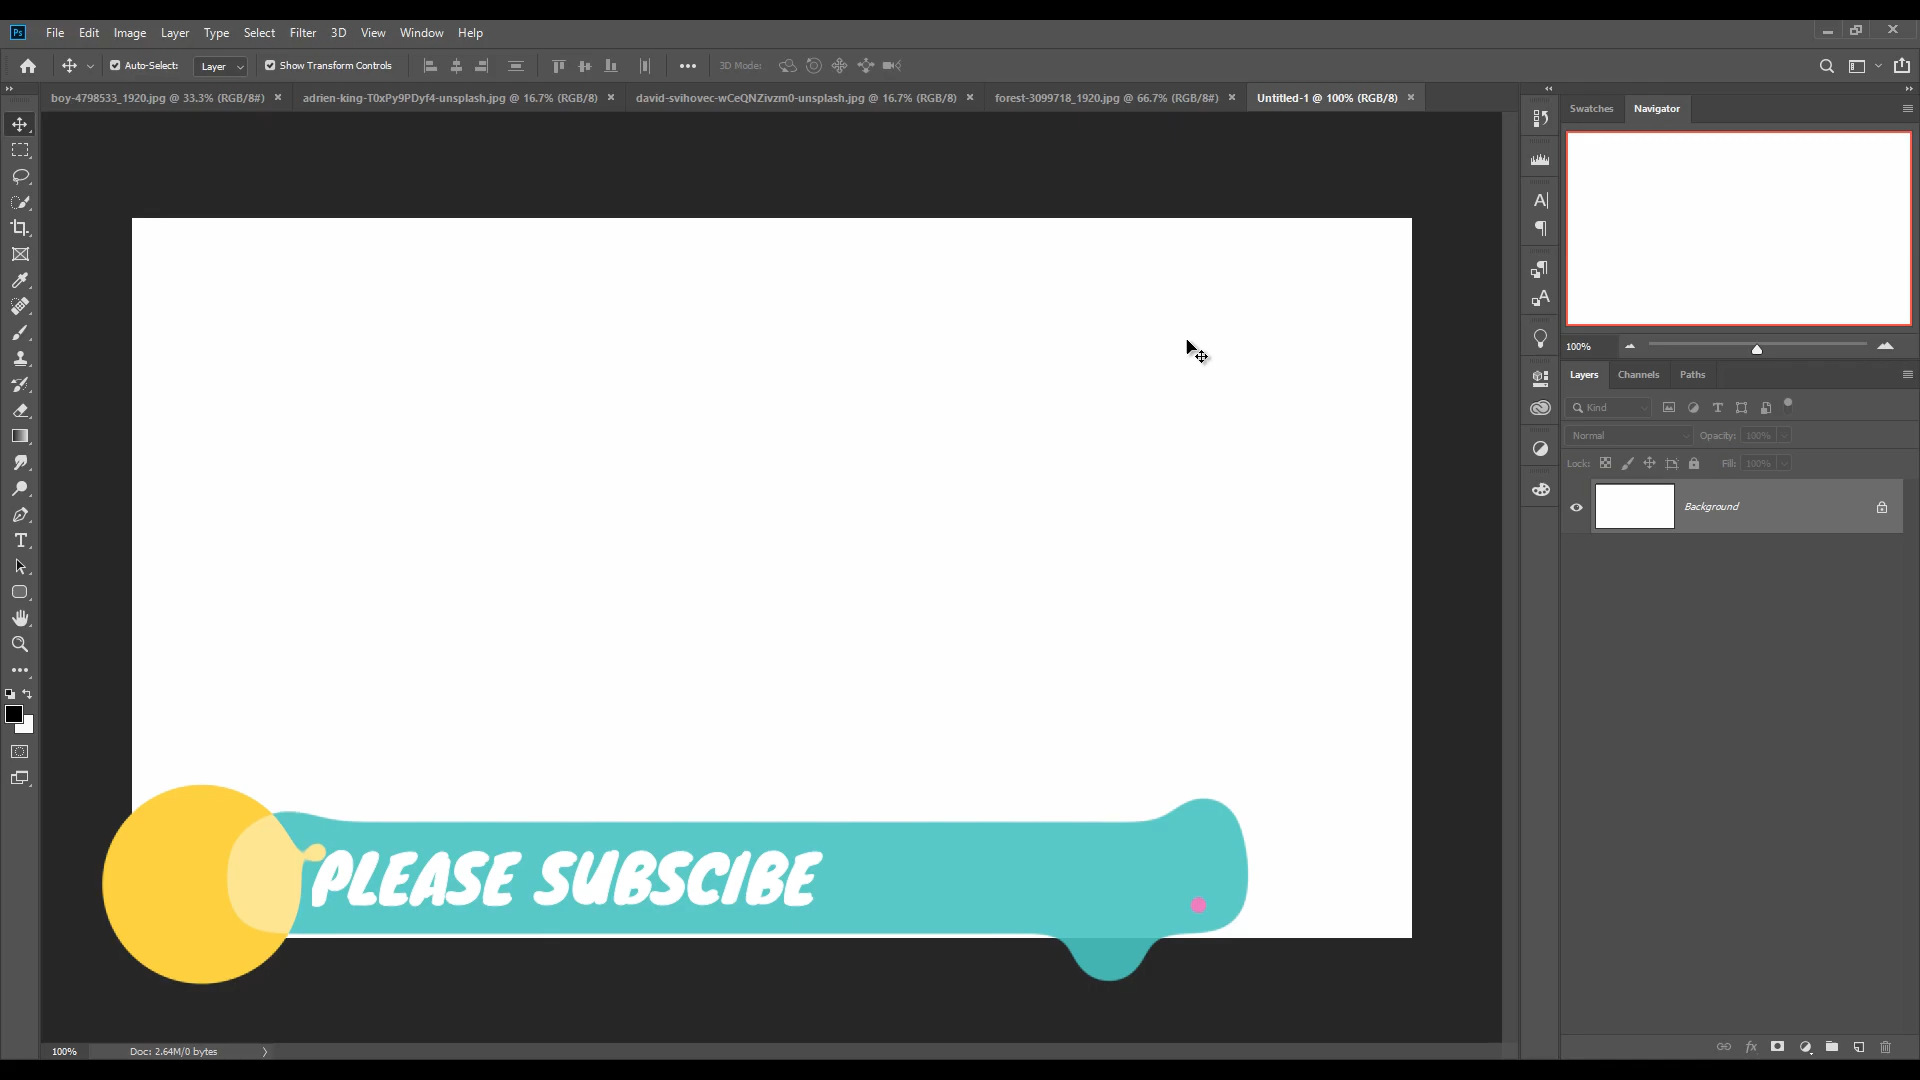 Ps File Edit Image Layer Type Select Filter 3D View Window Help
Auto-Select: Layer Show Transform Controls 3D Mode:
boy-4798533_1920.jpg @ 33.3% (RGB/8#) × adrien-king-T0xPy9PDyf4-unsplash.jpg @ 16.7% (RGB/8) × david-svihovec-wCeQNZivzm0-unsplash.jpg @ 16.7% (RGB/8) × forest-3099718_1920.jpg @ 66.7% (RGB/8#) × Untitled-1 @ 100% (RGB/8) ×
Swatches Navigator
100%
Layers Channels Paths
Kind
Normal Opacity: 100%
Lock: Fill: 100%
Background
PLEASE SUBSCIBE
100% Doc: 2.64M/0 bytes
fx